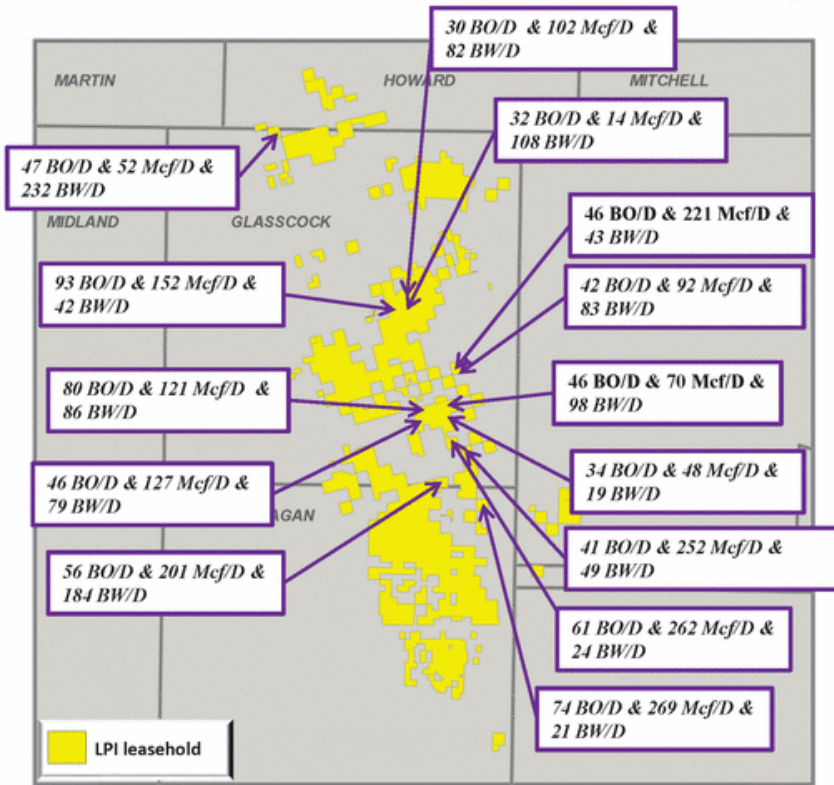 30 BO/D & 102 Mcf/D &
82 BW/D
MARTIN
HOWARD
MITCHELL
32 BO/D & 14 Mcf/D &
108 BW/D
47 BO/D & 52 Mcf/D &
232 BW/D
MIDLAND
GLASSCOCK
46 BO/D & 221 Mcf/D &
43 BW/D
93 BO/D & 152 Mcf/D &
42 BW/D
42 BO/D & 92 Mcf/D &
83 BW/D
80 BO/D & 121 Mcf/D &
86 BW/D
46 BO/D & 70 Mcf/D &
98 BW/D
46 BO/D & 127 Mcf/D &
79 BW/D
34 BO/D & 48 Mcf/D &
19 BW/D
AGAN
56 BO/D & 201 Mcf/D &
184 BW/D
41 BO/D & 252 Mcf/D &
49 BW/D
61 BO/D & 262 Mcf/D &
24 BW/D
74 BO/D & 269 Mcf/D &
21 BW/D
LPI leasehold